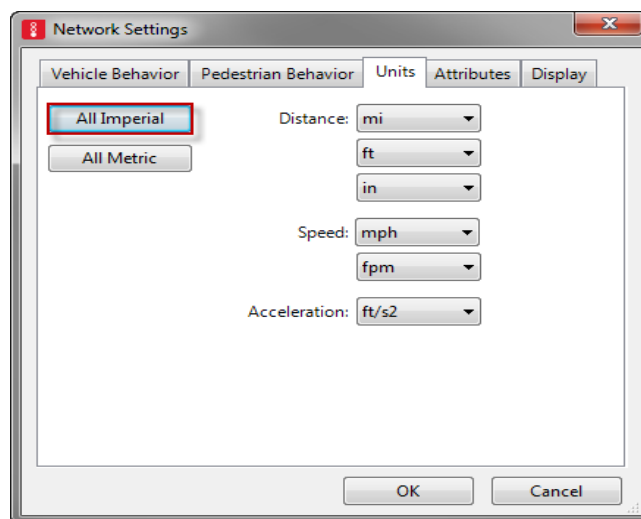 Network Settings
Vehicle Behavior Pedestrian Behavior Units Attributes Display
All Imperial Distance: mi
All Metric ft
in
Speed: mph
fpm
Acceleration: ft/s2
OK Cancel